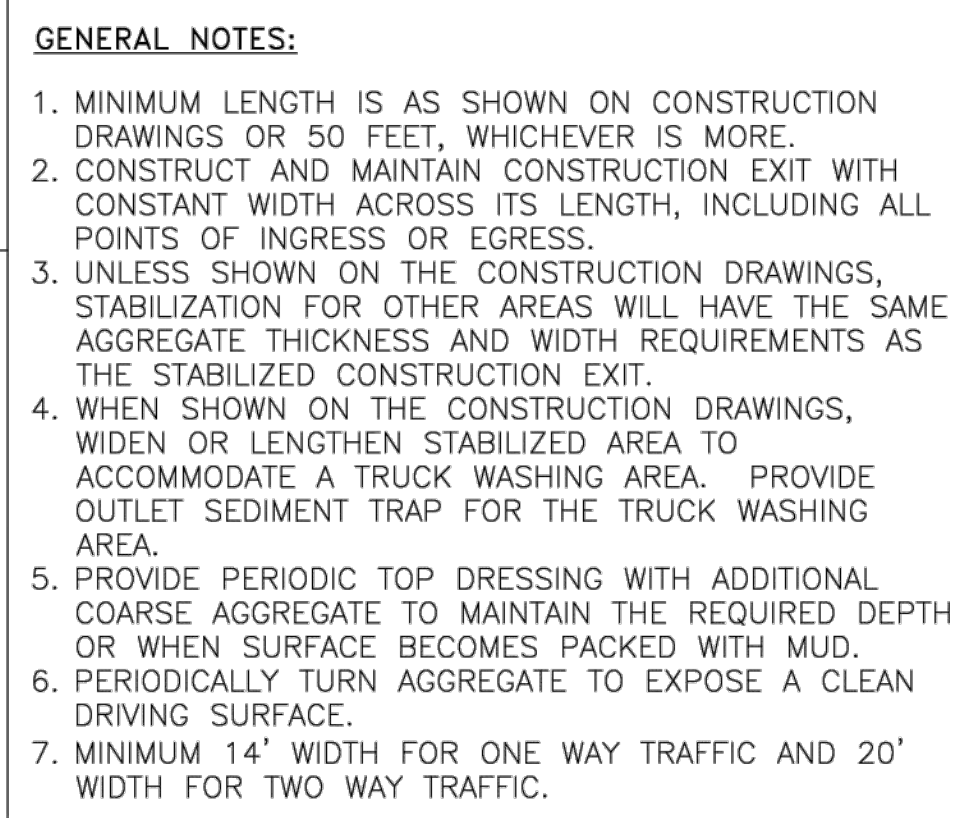 GENERAL NOTES:
1. MINIMUM LENGTH IS AS SHOWN ON CONSTRUCTION
DRAWINGS OR 50 FEET, WHICHEVER IS MORE.
2. CONSTRUCT AND MAINTAIN CONSTRUCTION EXIT WITH
CONSTANT WIDTH ACROSS ITS LENGTH, INCLUDING ALL
POINTS OF INGRESS OR EGRESS.
3. UNLESS SHOWN ON THE CONSTRUCTION DRAWINGS,
STABILIZATION FOR OTHER AREAS WILL HAVE THE SAME
AGGREGATE THICKNESS AND WIDTH REQUIREMENTS AS
THE STABILIZED CONSTRUCTION EXIT.
4. WHEN SHOWN ON THE CONSTRUCTION DRAWINGS,
WIDEN OR LENGTHEN STABILIZED AREA TO
ACCOMMODATE A TRUCK WASHING AREA. PROVIDE
OUTLET SEDIMENT TRAP FOR THE TRUCK WASHING
AREA.
5. PROVIDE PERIODIC TOP DRESSING WITH ADDITIONAL
COARSE AGGREGATE TO MAINTAIN THE REQUIRED DEPTH
OR WHEN SURFACE BECOMES PACKED WITH MUD.
6. PERIODICALLY TURN AGGREGATE TO EXPOSE A CLEAN
DRIVING SURFACE.
7. MINIMUM 14' WIDTH FOR ONE WAY TRAFFIC AND 20'
WIDTH FOR TWO WAY TRAFFIC.